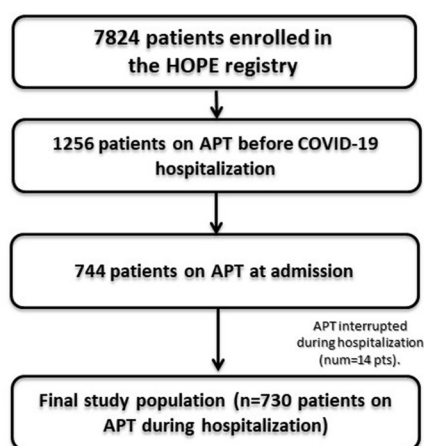 7824 patients enrolled in
the HOPE registry
1256 patients on APT before COVID-19
hospitalization
744 patients on APT at admission
APT interrupted
during hospitalization
(num=14 pts).
Final study population (n=730 patients on
APT during hospitalization)